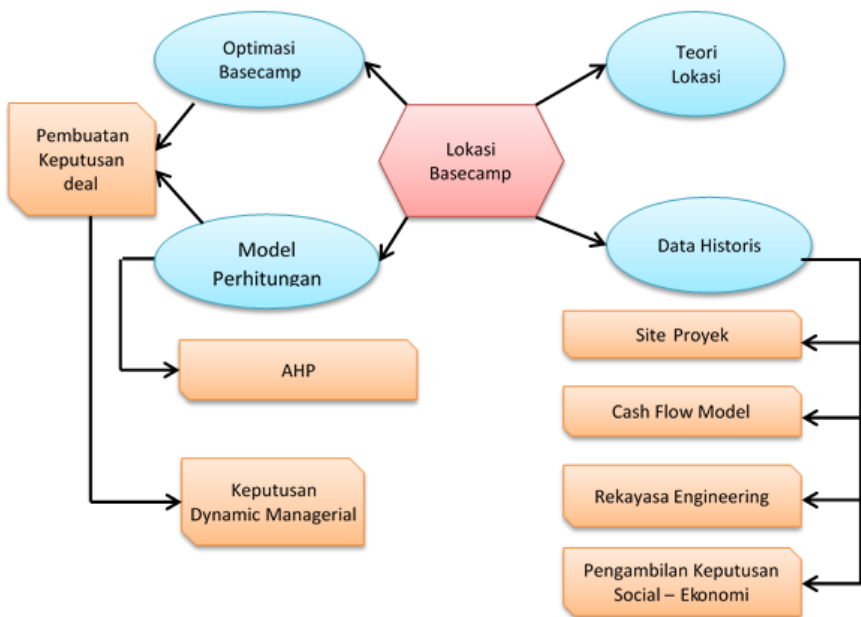 Optimasi
Basecamp
Teori
Lokasi
Pembuatan
Keputusan
deal
Lokasi
Basecamp
Model
Perhitungan
Data Historis
Site Proyek
AHP
Cash Flow Model
Keputusan
Dynamic Managerial
Rekayasa Engineering
Pengambilan Keputusan
Social – Ekonomi